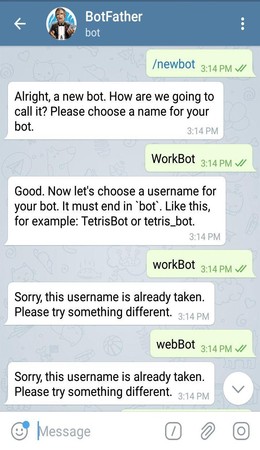 BotFather
bot
/newbot 3:14 PM
Alright, a new bot. How are we going
to call it? Please choose a name for your
bot. 3:14 PM
WorkBot 3:14 PM
Good. Now let's choose a username for
your bot. It must end in `bot`. Like this,
for example: TetrisBot or tetris_bot.
3:14 PM
workBot 3:14 PM
Sorry, this username is already taken.
Please try something different. 3:14 PM
webBot 3:14 PM
Sorry, this username is already taken.
Please try something different. 3:14 PM
Message